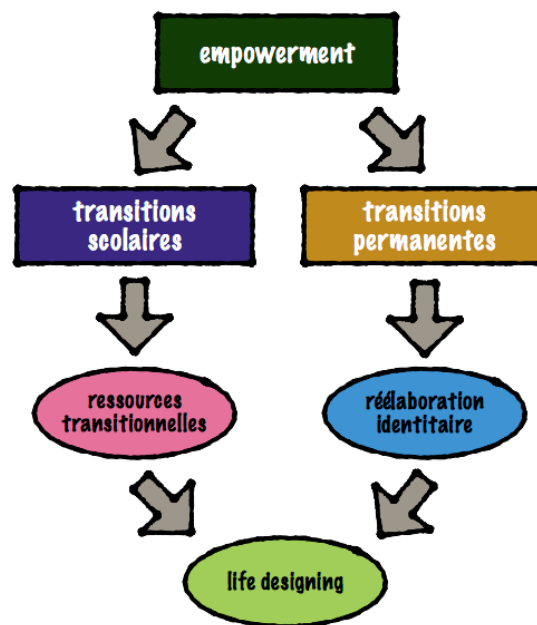 empowerment
transitions
scolaires
transitions
permanentes
ressources
transitionnelles
réélaboration
identitaire
life designing